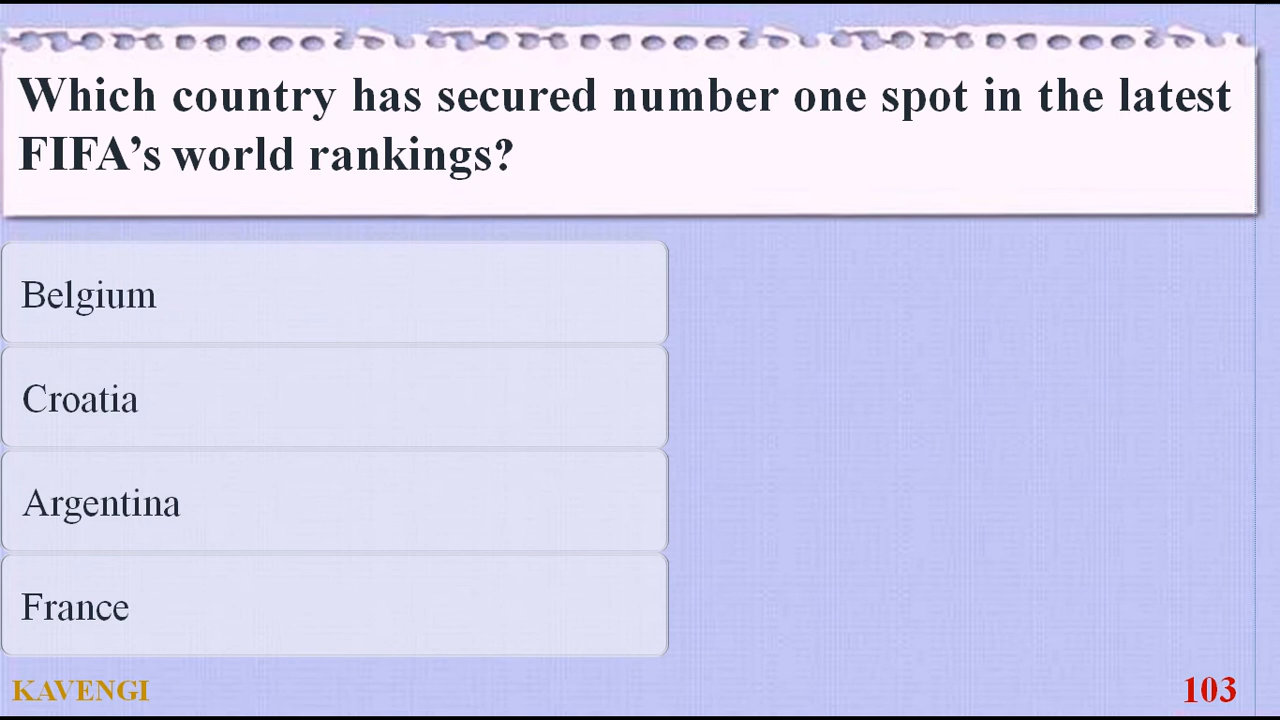 Which country has secured number one spot in the latest
FIFA’s world rankings?
Belgium
Croatia
Argentina
France
KAVENGI
103